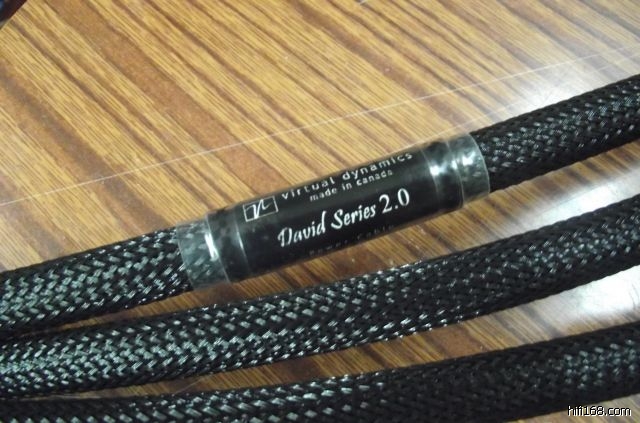 virtual dynamics
made in canada
David Series 2.0
Power Cable
hifi168.com